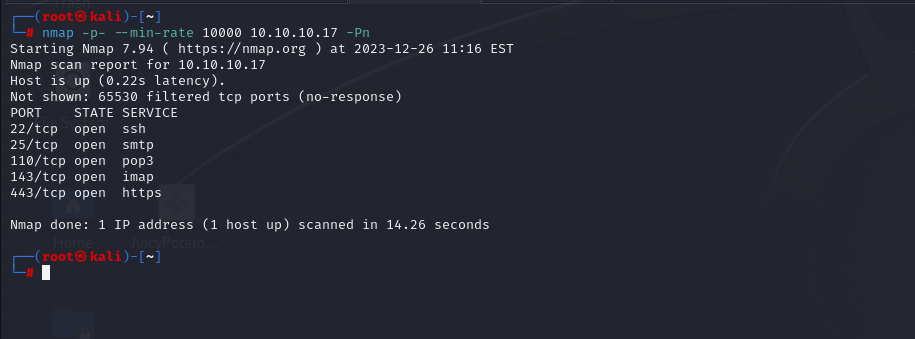 Trash
┌──(root㉿kali)-[~]
└─# nmap -p- --min-rate 10000 10.10.10.17 -Pn
Starting Nmap 7.94 ( https://nmap.org ) at 2023-12-26 11:16 EST
Nmap scan report for 10.10.10.17
Host is up (0.22s latency).
Not shown: 65530 filtered tcp ports (no-response)
PORT    STATE SERVICE
22/tcp  open  ssh
25/tcp  open  smtp
110/tcp open  pop3
143/tcp open  imap
443/tcp open  https
Nmap done: 1 IP address (1 host up) scanned in 14.26 seconds
Home JuicyPotato...
┌──(root㉿kali)-[~]
└─#